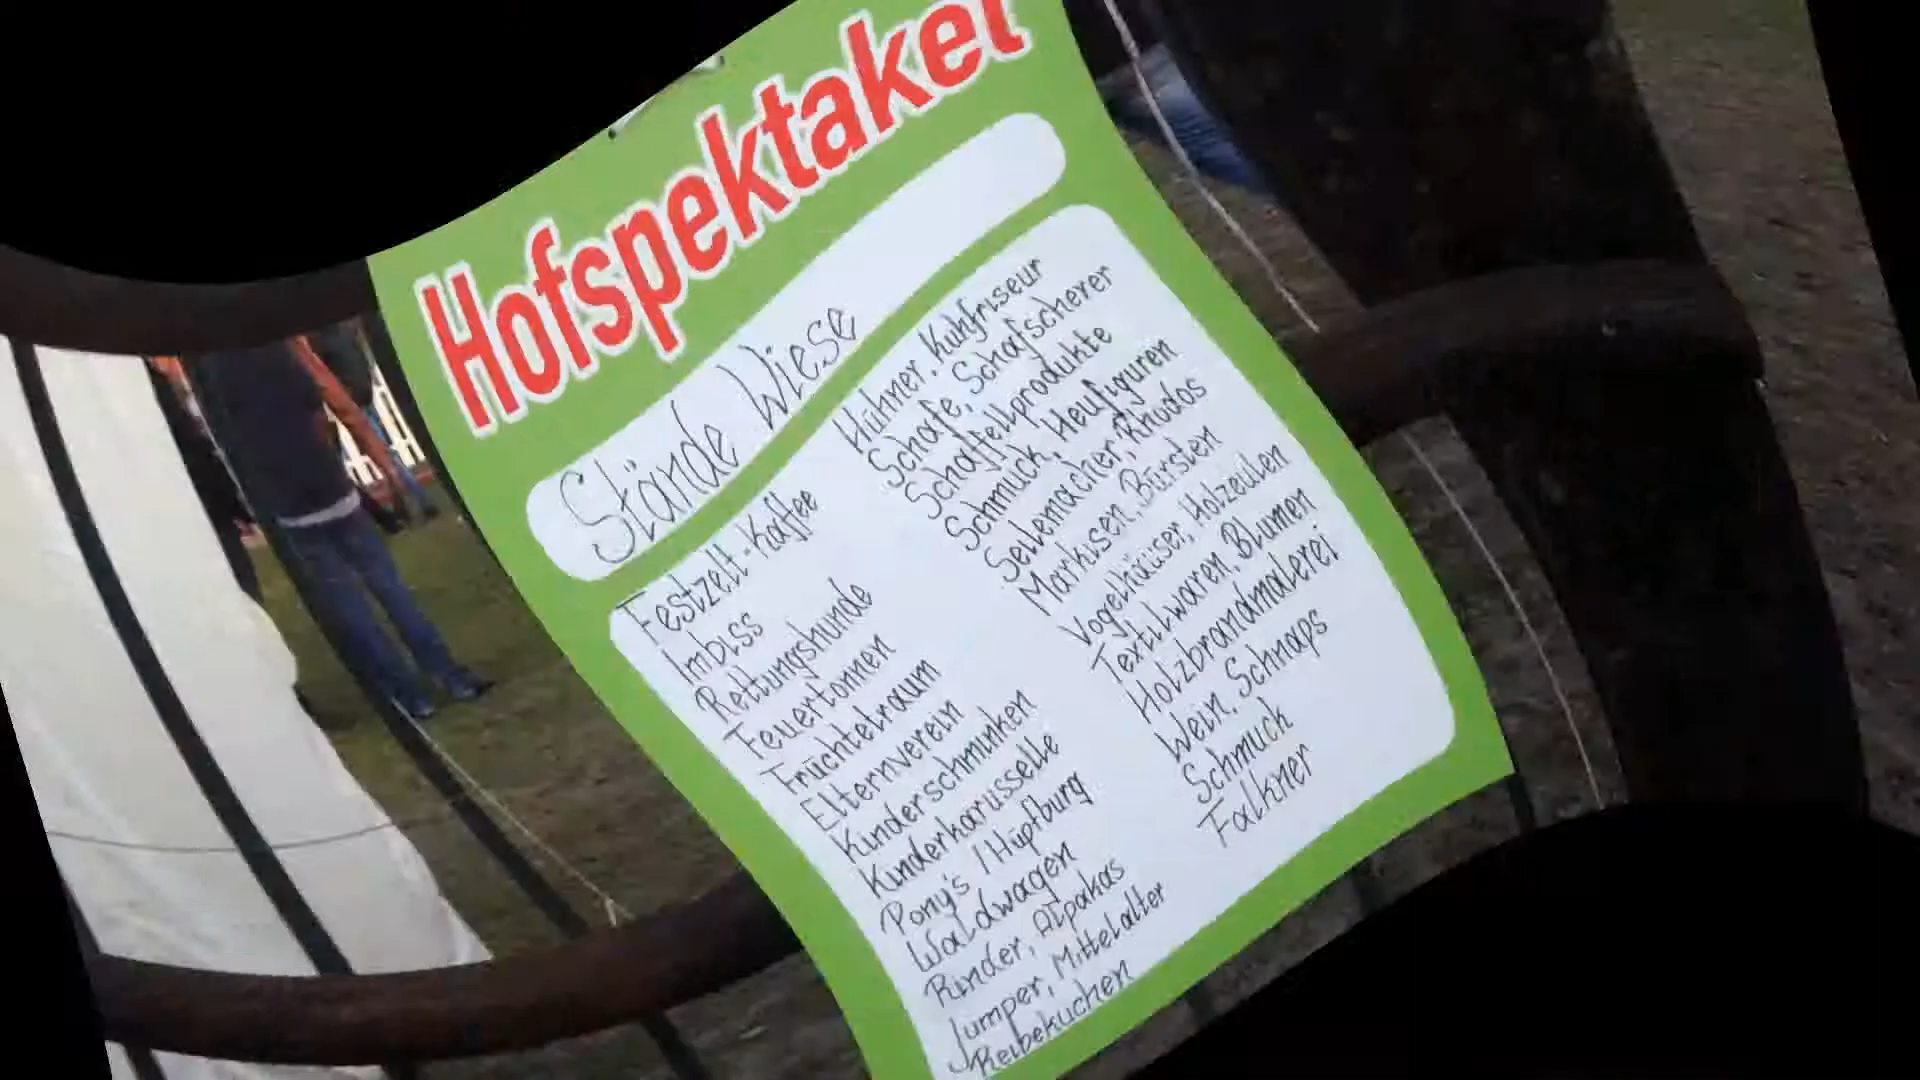 Hofspektakel
Stände Wiese
Festzelt-Kaffee
Imbiss
Rettungshunde
Feuertonnen
Früchtetraum
Elternverein
Kinderschminken
Kinderkarusselle
Pony's / Hüpfburg
Waldwagen
Rinder, Alpakas
Jumper, Mittelalter
Reibekuchen
Hühner, Kuhfriseur
Schafe, Schafscherer
Schaffellprodukte
Schmuck, Heufiguren
Seilemacher, Rhodos
Markisen, Bürsten
Vogelhäuser, Holzeulen
Textilwaren, Blumen
Holzbrandmalerei
Wein, Schnaps
Schmuck
Falkner